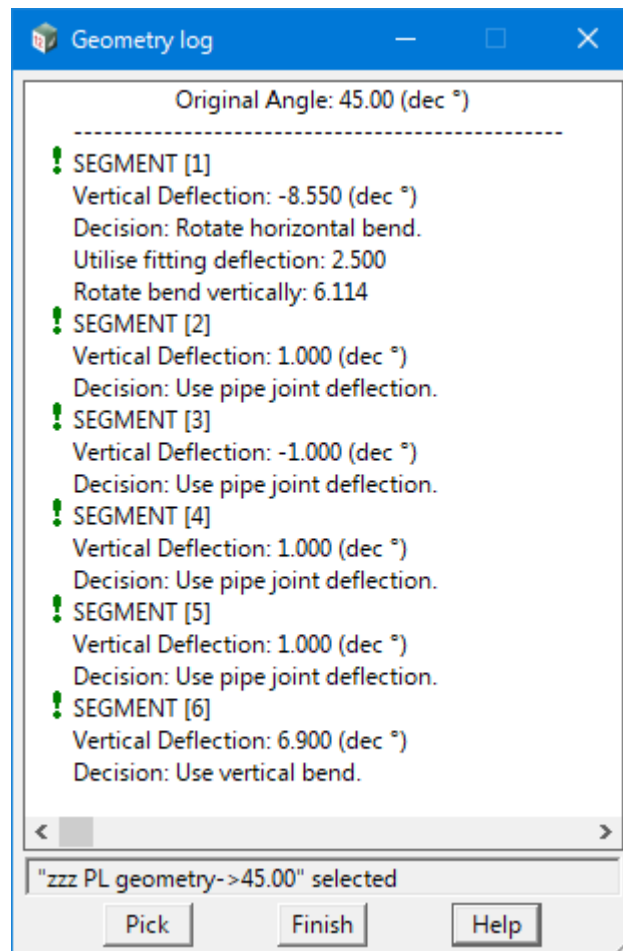 12
Geometry log
Original Angle: 45.00 (dec °)
-------------------------------------------------
SEGMENT [1]
Vertical Deflection: -8.550 (dec °)
Decision: Rotate horizontal bend.
Utilise fitting deflection: 2.500
Rotate bend vertically: 6.114
SEGMENT [2]
Vertical Deflection: 1.000 (dec °)
Decision: Use pipe joint deflection.
SEGMENT [3]
Vertical Deflection: -1.000 (dec °)
Decision: Use pipe joint deflection.
SEGMENT [4]
Vertical Deflection: 1.000 (dec °)
Decision: Use pipe joint deflection.
SEGMENT [5]
Vertical Deflection: 1.000 (dec °)
Decision: Use pipe joint deflection.
SEGMENT [6]
Vertical Deflection: 6.900 (dec °)
Decision: Use vertical bend.
"zzz PL geometry->45.00" selected
Pick Finish Help